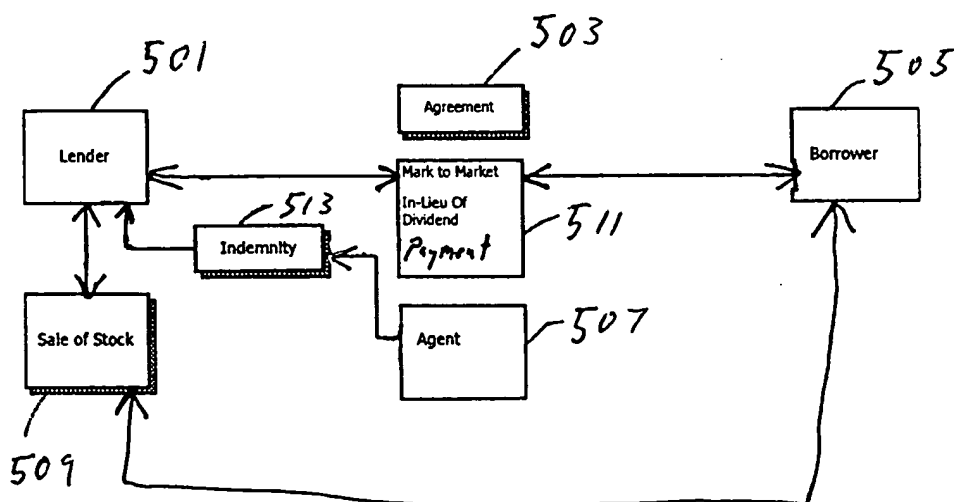 501
503
505
Agreement
Lender
Mark to Market
In-Lieu Of
Dividend
Payment
Borrower
513
511
Indemnity
Sale of Stock
Agent
507
509